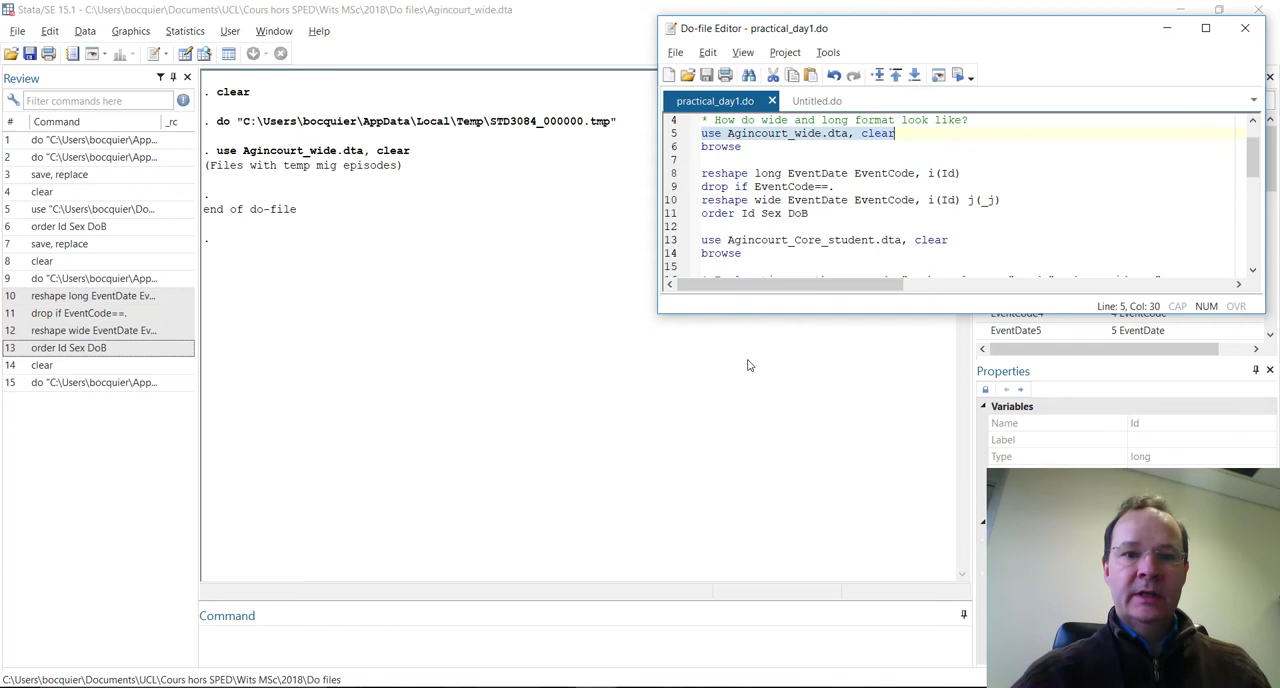 Stata/SE 15.1 - C:\Users\bocquier\Documents\UCL\Cours hors SPED\Wits MSc\2018\Do files\Agincourt_wide.dta
File Edit Data Graphics Statistics User Window Help
Review
Filter commands here
# Command _rc
1 do "C:\Users\bocquier\App...
2 do "C:\Users\bocquier\App...
3 save, replace
4 clear
5 use "C:\Users\bocquier\Do...
6 order Id Sex DoB
7 save, replace
8 clear
9 do "C:\Users\bocquier\App...
10 reshape long EventDate Ev...
11 drop if EventCode==.
12 reshape wide EventDate Ev...
13 order Id Sex DoB
14 clear
15 do "C:\Users\bocquier\App...
. clear
. do "C:\Users\bocquier\AppData\Local\Temp\STD3084_000000.tmp"
. use Agincourt_wide.dta, clear
(Files with temp mig episodes)
.
end of do-file
.
Command
C:\Users\bocquier\Documents\UCL\Cours hors SPED\Wits MSc\2018\Do files
Do-file Editor - practical_day1.do
File Edit View Project Tools
practical_day1.do Untitled.do
4 * How do wide and long format look like?
5 use Agincourt_wide.dta, clear
6 browse
7
8 reshape long EventDate EventCode, i(Id)
9 drop if EventCode==.
10 reshape wide EventDate EventCode, i(Id) j(_j)
11 order Id Sex DoB
12
13 use Agincourt_Core_student.dta, clear
14 browse
15
Line: 5, Col: 30 CAP NUM OVR
EventCode4 4 EventCode
EventDate5 5 EventDate
Properties
Variables
Name Id
Label
Type long